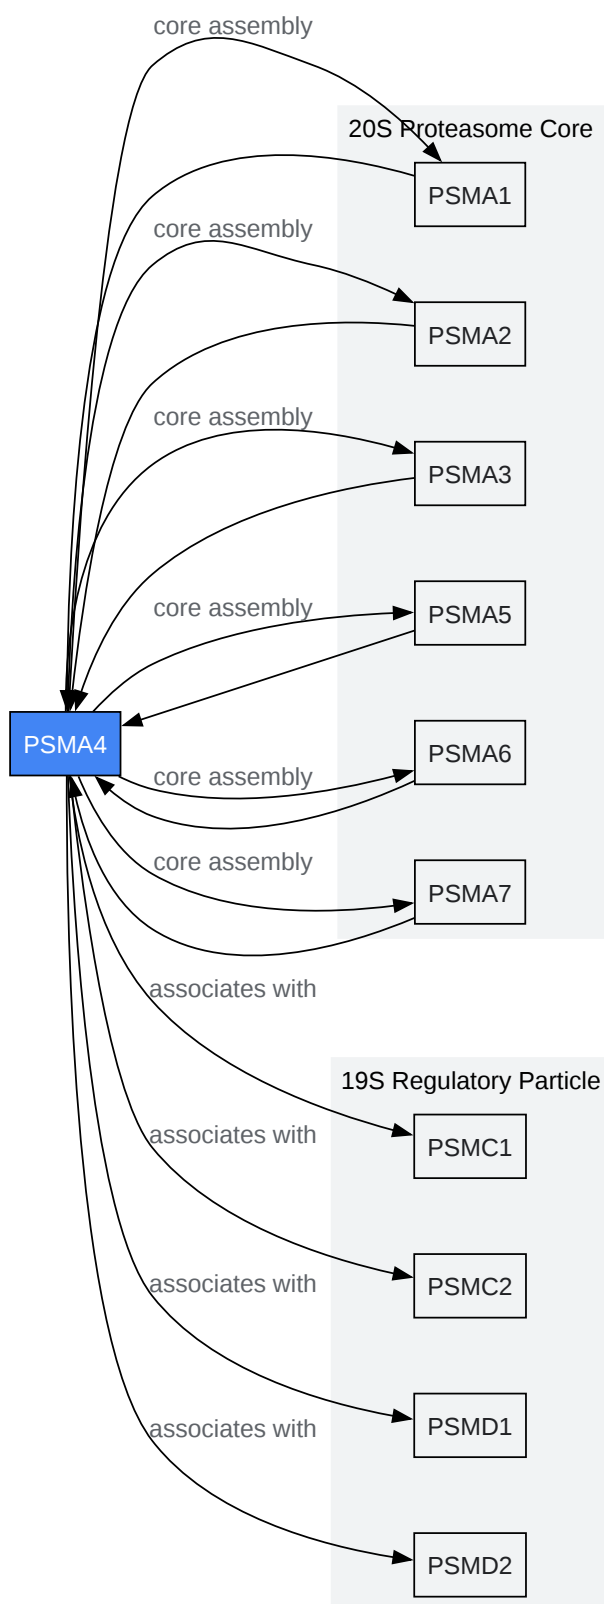 core assembly
20S Proteasome Core
PSMA1
core assembly
PSMA2
core assembly
PSMA3
core assembly
PSMA5
PSMA4
core assembly
PSMA6
core assembly
PSMA7
associates with
19S Regulatory Particle
associates with
PSMC1
associates with
PSMC2
associates with
PSMD1
PSMD2